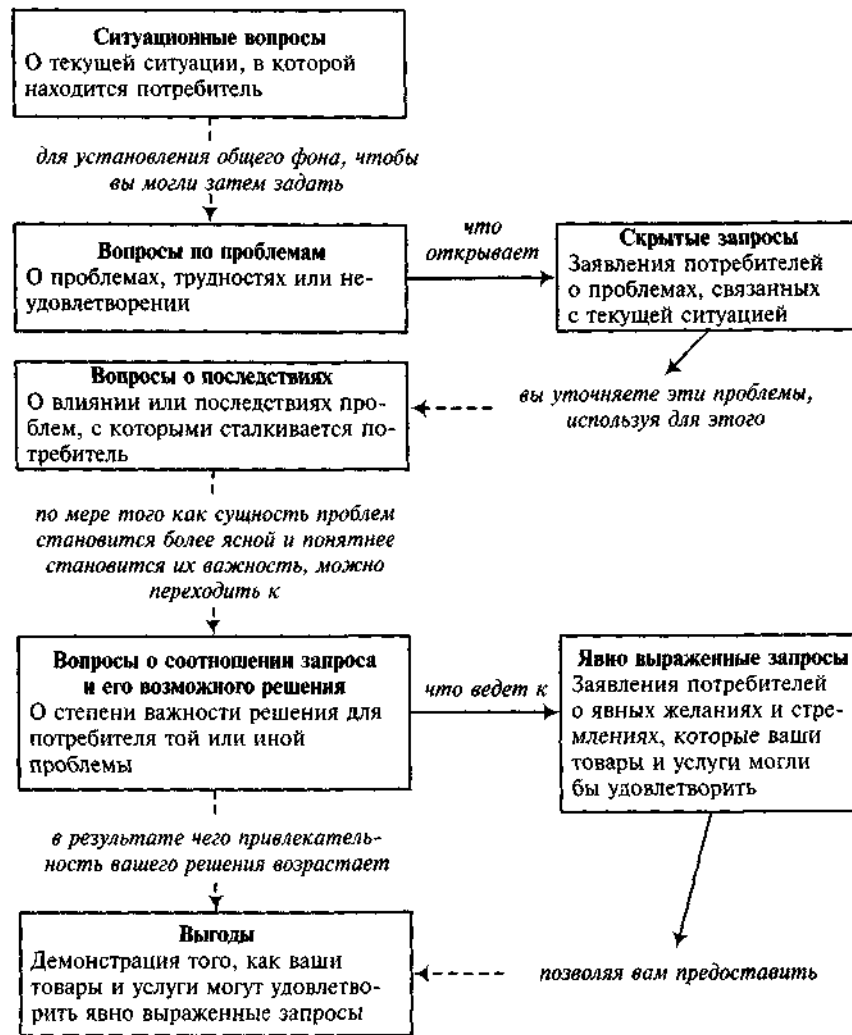 Ситуационные вопросы
О текущей ситуации, в которой
находится потребитель
для установления общего фона, чтобы
вы могли затем задать
Вопросы по проблемам
О проблемах, трудностях или не-
удовлетворении
что
открывает
Скрытые запросы
Заявления потребителей
о проблемах, связанных
с текущей ситуацией
Вопросы о последствиях
О влиянии или последствиях про-
блем, с которыми сталкивается по-
требитель
вы уточняете эти проблемы,
используя для этого
по мере того как сущность проблем
становится более ясной и понятнее
становится их важность, можно
переходить к
Вопросы о соотношении запроса
и его возможного решения
О степени важности решения для
потребителя той или иной
проблемы
что ведет к
Явно выраженные запросы
Заявления потребителей
о явных желаниях и стре-
млениях, которые ваши
товары и услуги могли
бы удовлетворить
в результате чего привлекатель-
ность вашего решения возрастает
Выгоды
Демонстрация того, как ваши
товары и услуги могут удовлетво-
рить явно выраженные запросы
позволяя вам предоставить